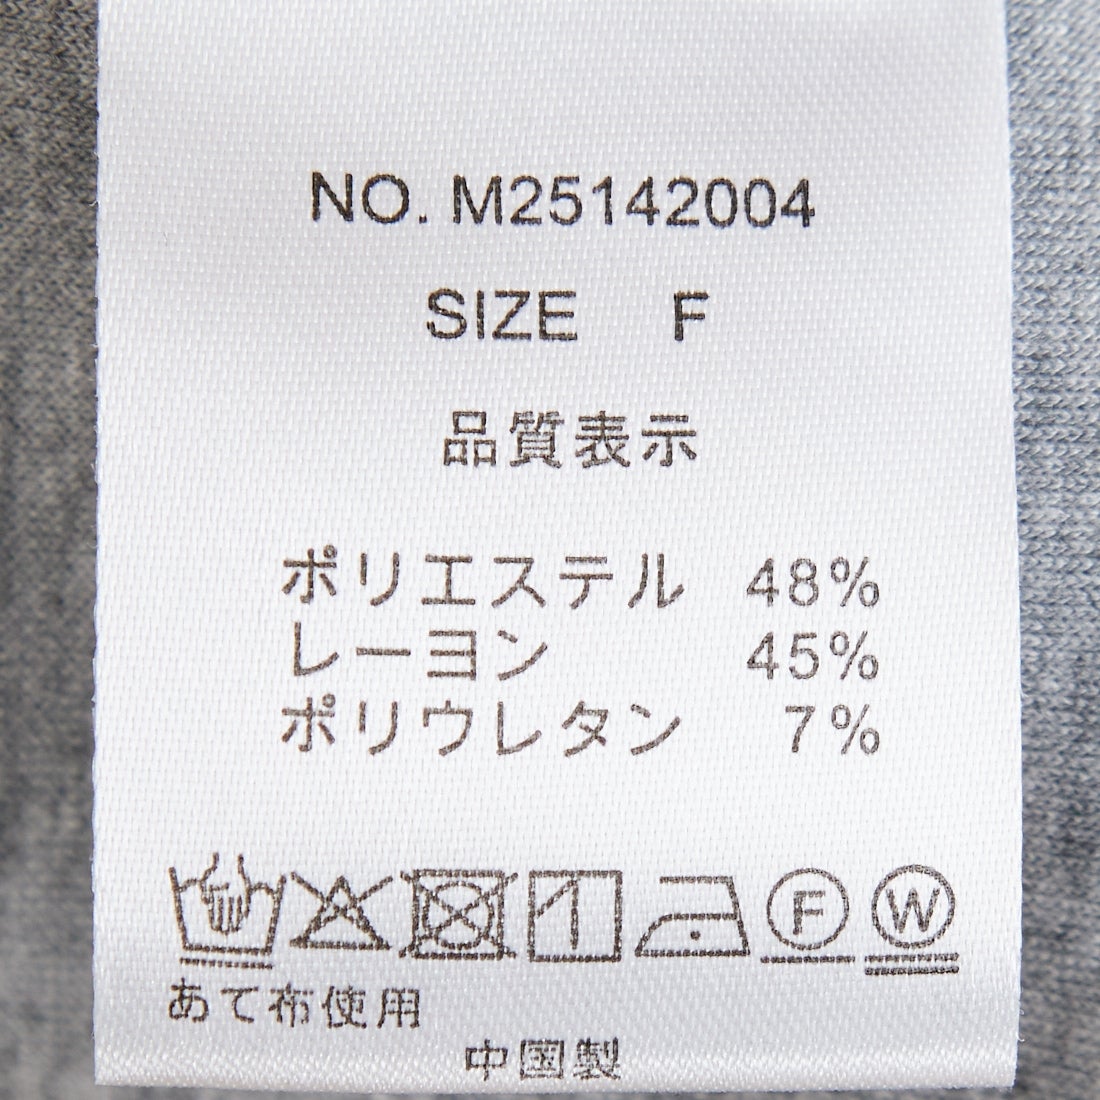 NO. M25142004
SIZE F
品質表示
ポリエステル 48%
レーヨン 45%
ポリウレタン 7%
F W
あて布使用
中国製